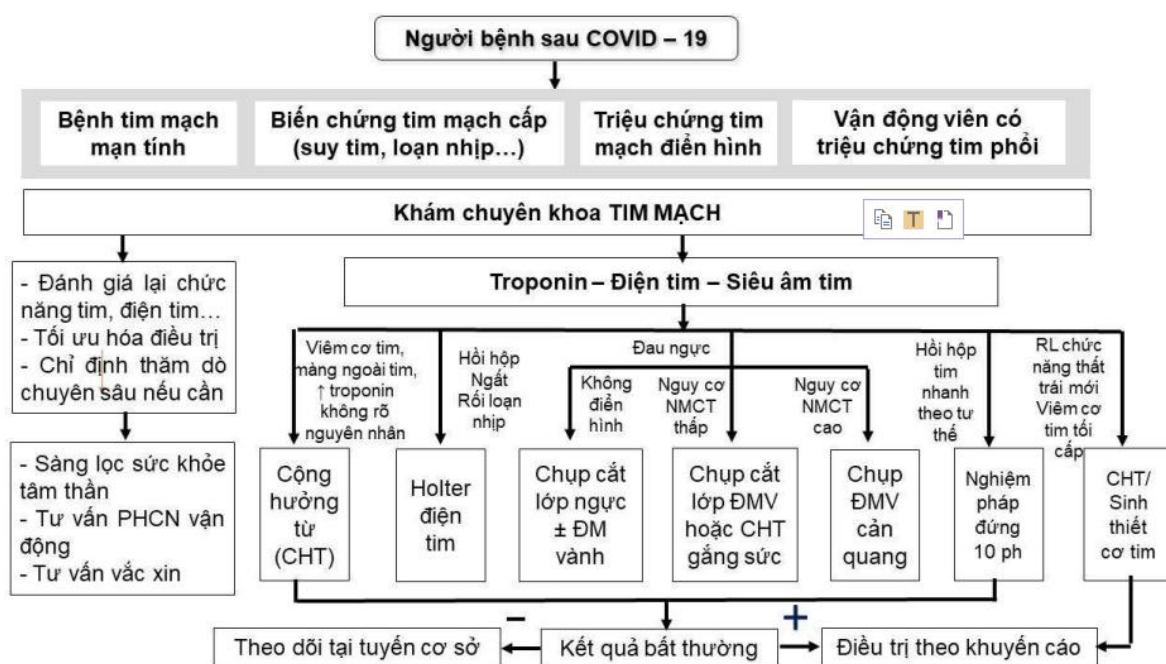 Người bệnh sau COVID – 19
Bệnh tim mạch
mạn tính
Biến chứng tim mạch cấp
(suy tim, loạn nhịp...)
Triệu chứng tim
mạch điển hình
Vận động viên có
triệu chứng tim phổi
Khám chuyên khoa TIM MẠCH
T
- Đánh giá lại chức
năng tim, điện tim...
- Tối ưu hóa điều trị
- Chỉ định thăm dò
chuyên sâu nếu cần
- Sàng lọc sức khỏe
tâm thần
- Tư vấn PHCN vận
động
- Tư vấn vắc xin
Troponin – Điện tim – Siêu âm tim
Viêm cơ tim,
màng ngoài tim,
↑ troponin
không rõ
nguyên nhân
Hồi hộp
Ngất
Rối loạn
nhịp
Đau ngực
Không
điển
hình
Nguy cơ
NMCT
thấp
Nguy cơ
NMCT
cao
Hồi hộp
tim
nhanh
theo tư
thế
RL chức
năng thất
trái mới
Viêm cơ
tim tối
cấp
Cộng
hưởng
từ
(CHT)
Holter
điện
tim
Chụp cắt
lớp ngực
± ĐM
vành
Chụp cắt
lớp ĐMV
hoặc CHT
gắng sức
Chụp
ĐMV
cản
quang
Nghiệm
pháp
đứng
10 ph
CHT/
Sinh
thiết
cơ tim
Theo dõi tại tuyến cơ sở
–
Kết quả bất thường
+
Điều trị theo khuyến cáo